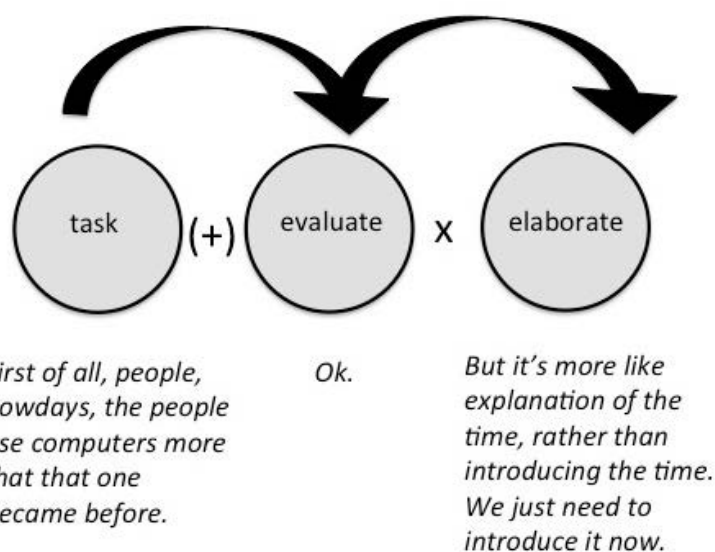 task
(+)
evaluate
x
elaborate
irst of all, people,
owdays, the people
se computers more
hat that one
ecame before.
Ok.
But it's more like
explanation of the
time, rather than
introducing the time.
We just need to
introduce it now.